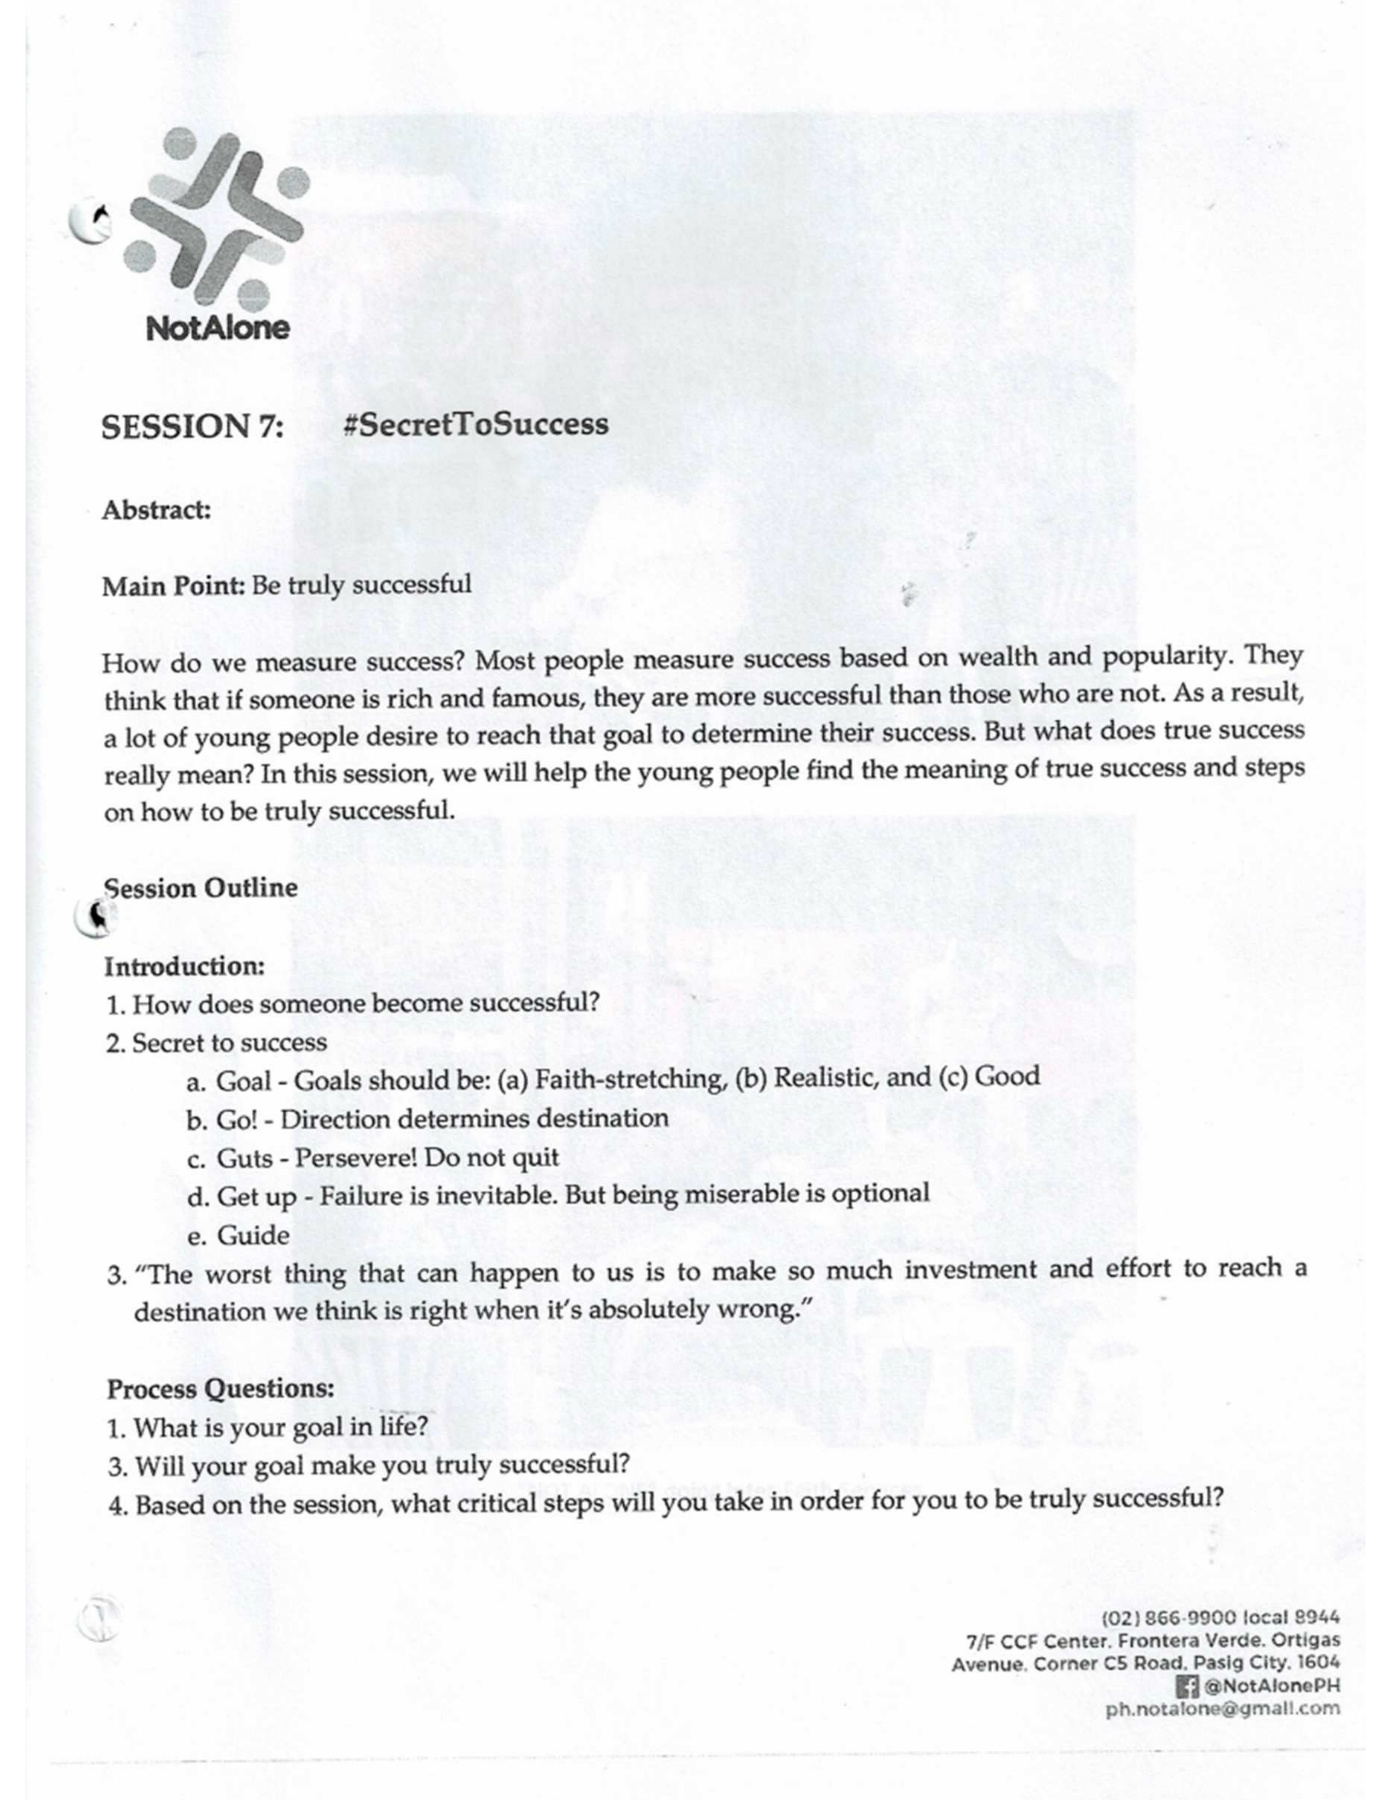 NotAlone
SESSION 7: #SecretToSuccess
Abstract:
Main Point: Be truly successful
How do we measure success? Most people measure success based on wealth and popularity. They
think that if someone is rich and famous, they are more successful than those who are not. As a result,
a lot of young people desire to reach that goal to determine their success. But what does true success
really mean? In this session, we will help the young people find the meaning of true success and steps
on how to be truly successful.
Session Outline
Introduction:
1. How does someone become successful?
2. Secret to success
a. Goal - Goals should be: (a) Faith-stretching, (b) Realistic, and (c) Good
b. Go! - Direction determines destination
c. Guts - Persevere! Do not quit
d. Get up - Failure is inevitable. But being miserable is optional
e. Guide
3. "The worst thing that can happen to us is to make so much investment and effort to reach a
destination we think is right when it's absolutely wrong."
Process Questions:
1. What is your goal in life?
3. Will your goal make you truly successful?
4. Based on the session, what critical steps will you take in order for you to be truly successful?
(02) 866-9900 local 8944
7/F CCF Center, Frontera Verde, Ortigas
Avenue, Corner C5 Road, Pasig City, 1604
@NotAlonePH
ph.notalone@gmail.com